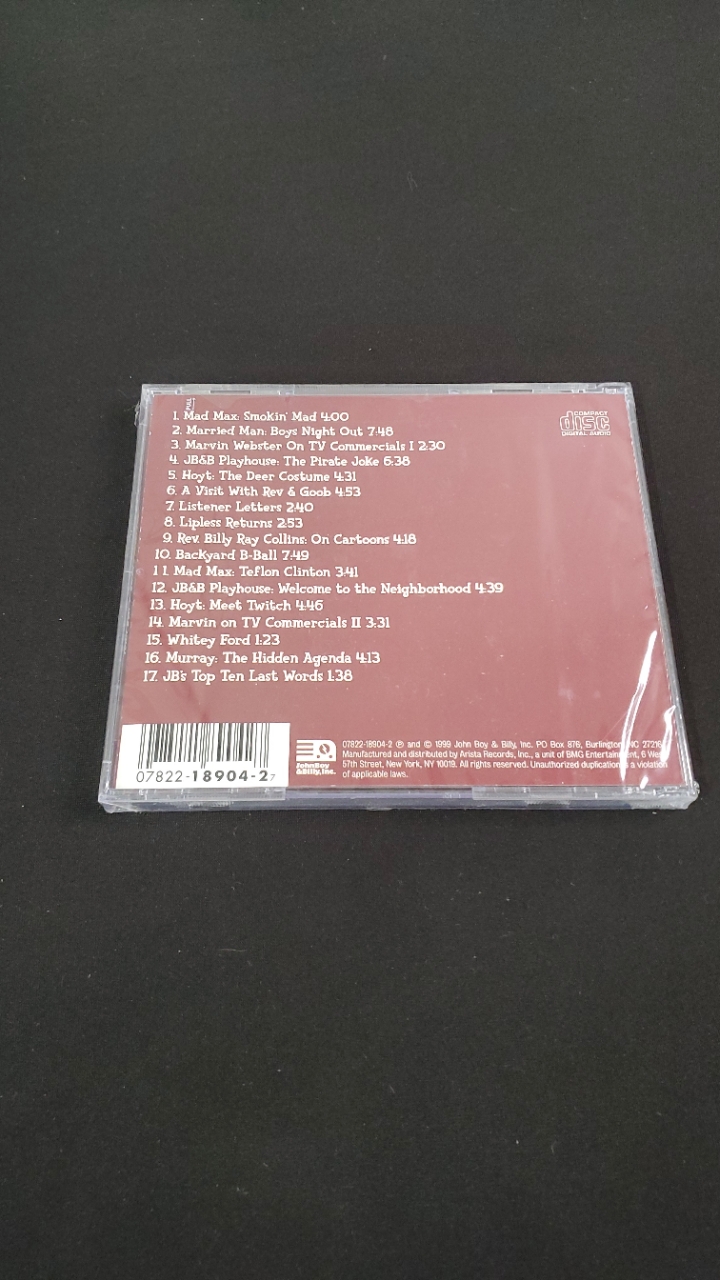 PULL
COMPACT
disc
DIGITAL AUDIO
1. Mad Max: Smokin' Mad 4:00
2. Married Man: Boys Night Out 7:48
3. Marvin Webster On TV Commercials I 2:30
4. JB&B Playhouse: The Pirate Joke 6:38
5. Hoyt: The Deer Costume 4:31
6. A Visit With Rev & Goob 4:53
7. Listener Letters 2:40
8. Lipless Returns 2:53
9. Rev. Billy Ray Collins: On Cartoons 4:18
10. Backyard B-Ball 7:49
11. Mad Max: Teflon Clinton 3:41
12. JB&B Playhouse: Welcome to the Neighborhood 4:39
13. Hoyt: Meet Twitch 4:46
14. Marvin on TV Commercials II 3:31
15. Whitey Ford 1:23
16. Murray: The Hidden Agenda 4:13
17. JB's Top Ten Last Words 1:38
07822-18904-2 7
JohnBoy
&Billy, Inc.
07822-18904-2 ℗ and © 1999 John Boy & Billy, Inc. PO Box 876, Burlington, NC 27216.
Manufactured and distributed by Arista Records, Inc., a unit of BMG Entertainment, 6 West
57th Street, New York, NY 10019. All rights reserved. Unauthorized duplication is a violation
of applicable laws.